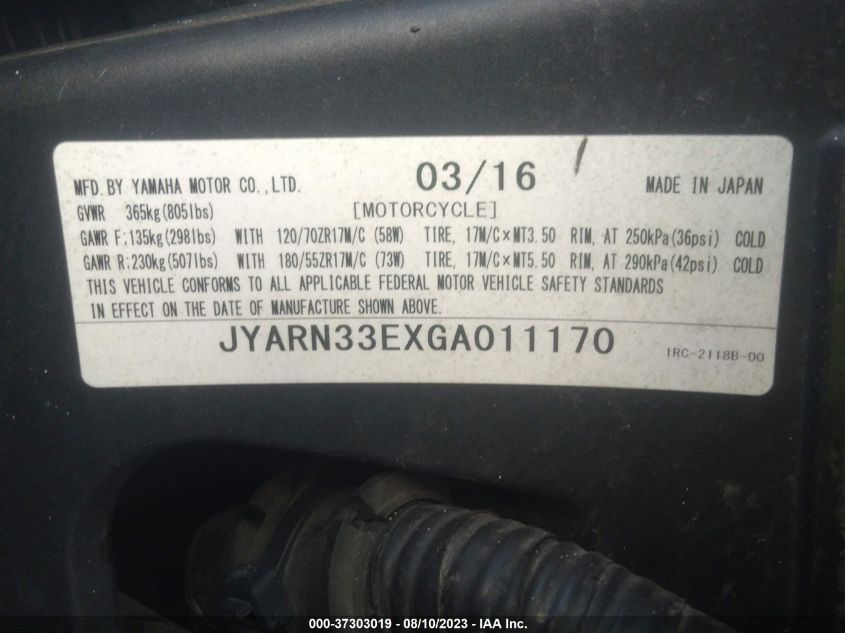 MFD. BY YAMAHA MOTOR CO., LTD. 03/16 MADE IN JAPAN
GVWR 365kg(805lbs) [MOTORCYCLE]
GAWR F:135kg(298lbs) WITH 120/70ZR17M/C (58W) TIRE, 17M/C×MT3.50 RIM, AT 250kPa(36psi) COLD
GAWR R:230kg(507lbs) WITH 180/55ZR17M/C (73W) TIRE, 17M/C×MT5.50 RIM, AT 290kPa(42psi) COLD
THIS VEHICLE CONFORMS TO ALL APPLICABLE FEDERAL MOTOR VEHICLE SAFETY STANDARDS
IN EFFECT ON THE DATE OF MANUFACTURE SHOWN ABOVE.
JYARN33EXGA011170 1RC-2118B-00
000-37303019 - 08/10/2023 - IAA Inc.